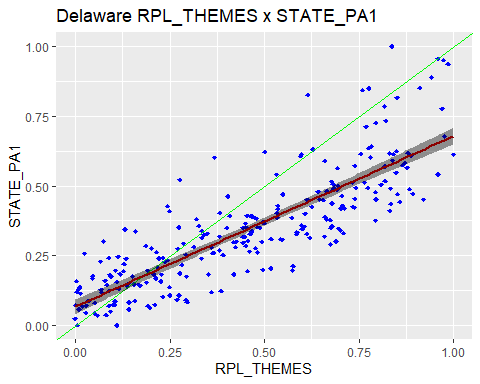 Delaware RPL_THEMES x STATE_PA1
STATE_PA1
1.00
0.75
0.50
0.25
0.00
0.00 0.25 0.50 0.75 1.00
RPL_THEMES